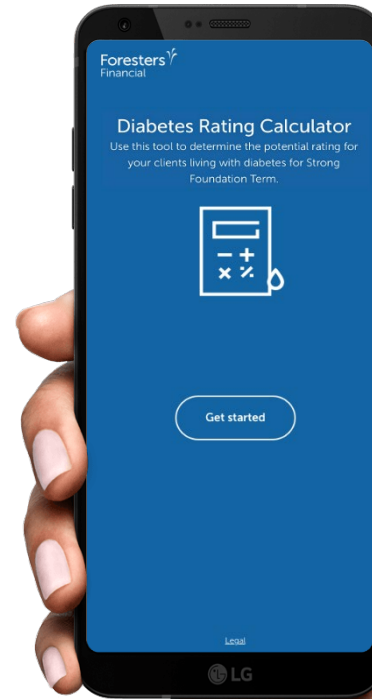 Foresters
Financial
Diabetes Rating Calculator
Use this tool to determine the potential rating for
your clients living with diabetes for Strong
Foundation Term.
Get started
Legal
LG